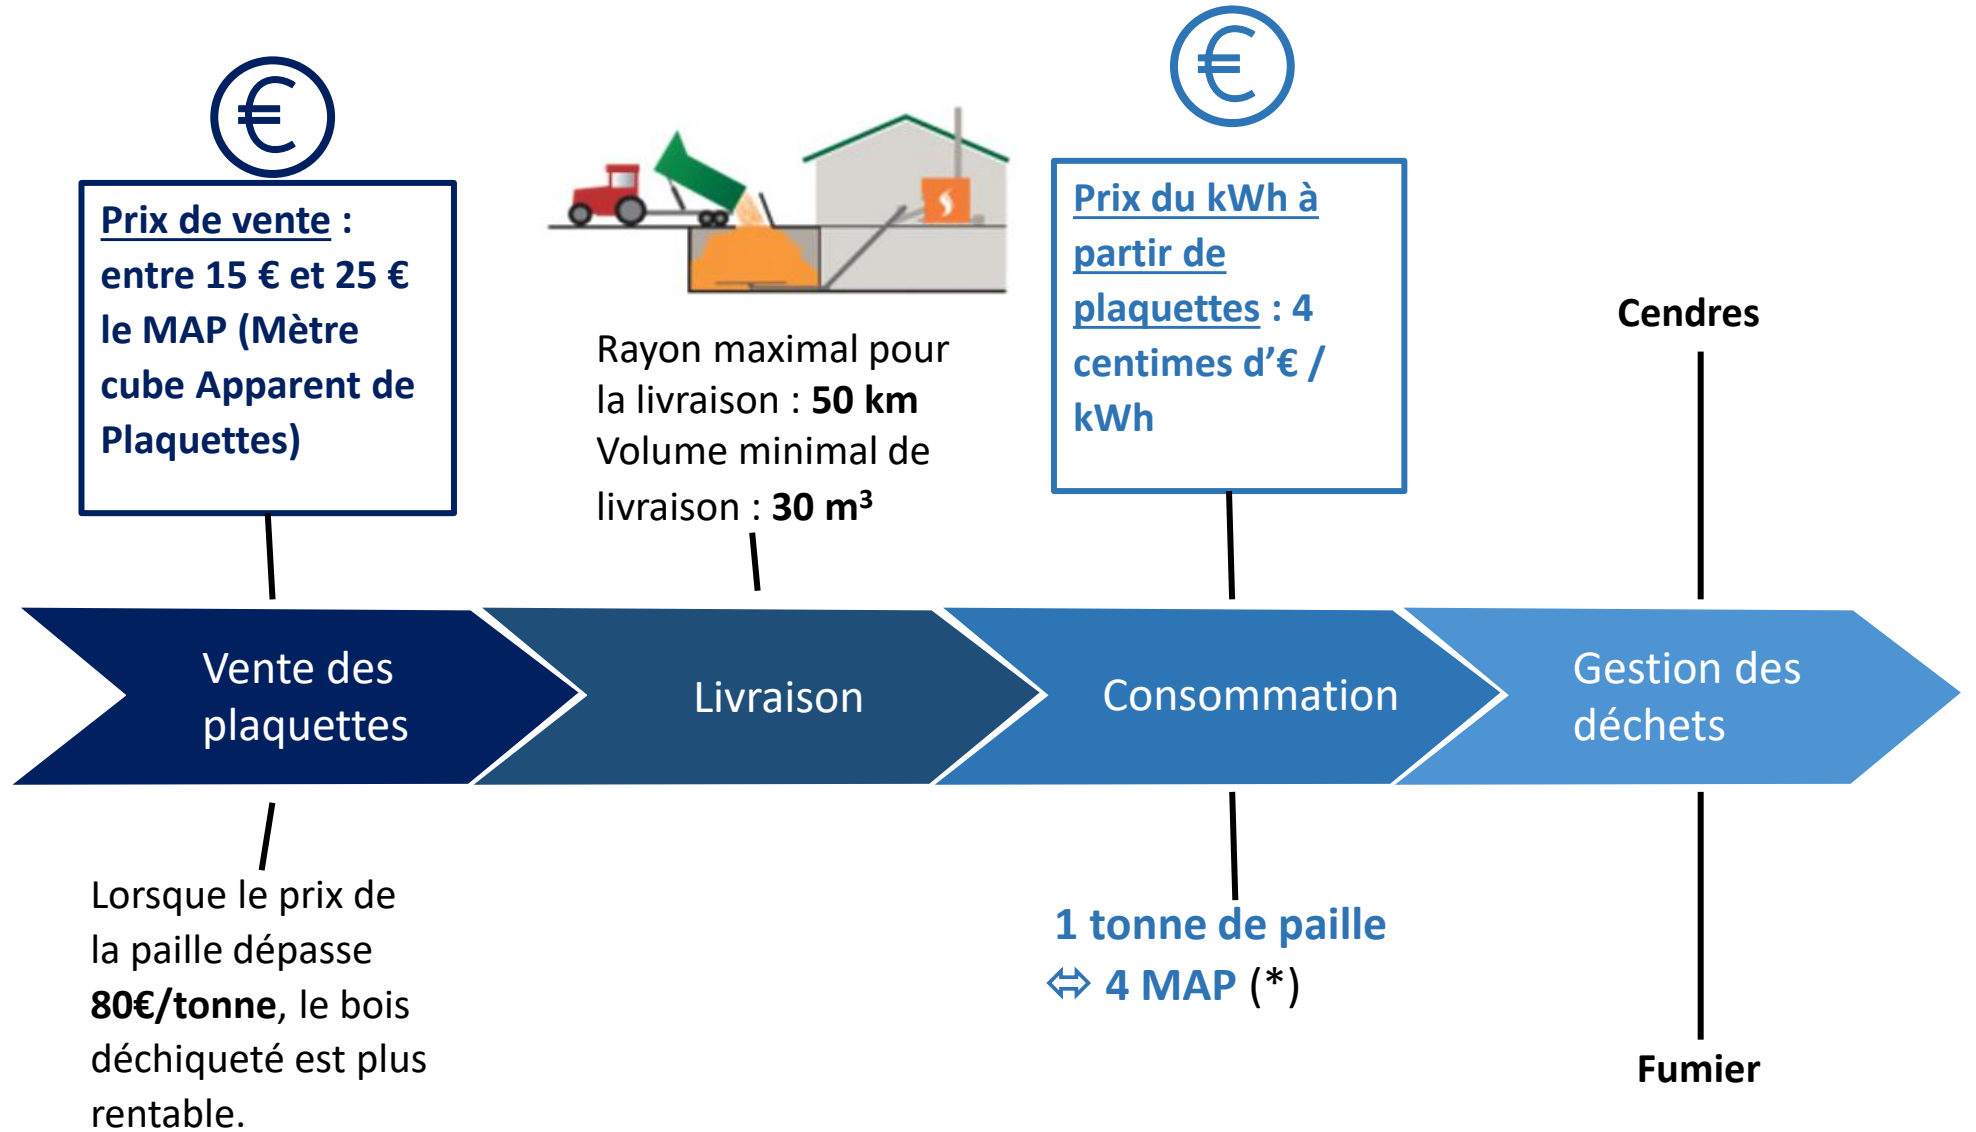 €
Prix de vente :
entre 15 € et 25 €
le MAP (Mètre
cube Apparent de
Plaquettes)
Rayon maximal pour
la livraison : 50 km
Volume minimal de
livraison : 30 m³
€
Prix du kWh à
partir de
plaquettes : 4
centimes d’€ /
kWh
Cendres
Vente des
plaquettes
Livraison
Consommation
Gestion des
déchets
Lorsque le prix de
la paille dépasse
80€/tonne, le bois
déchiqueté est plus
rentable.
1 tonne de paille
⬄ 4 MAP (*)
Fumier